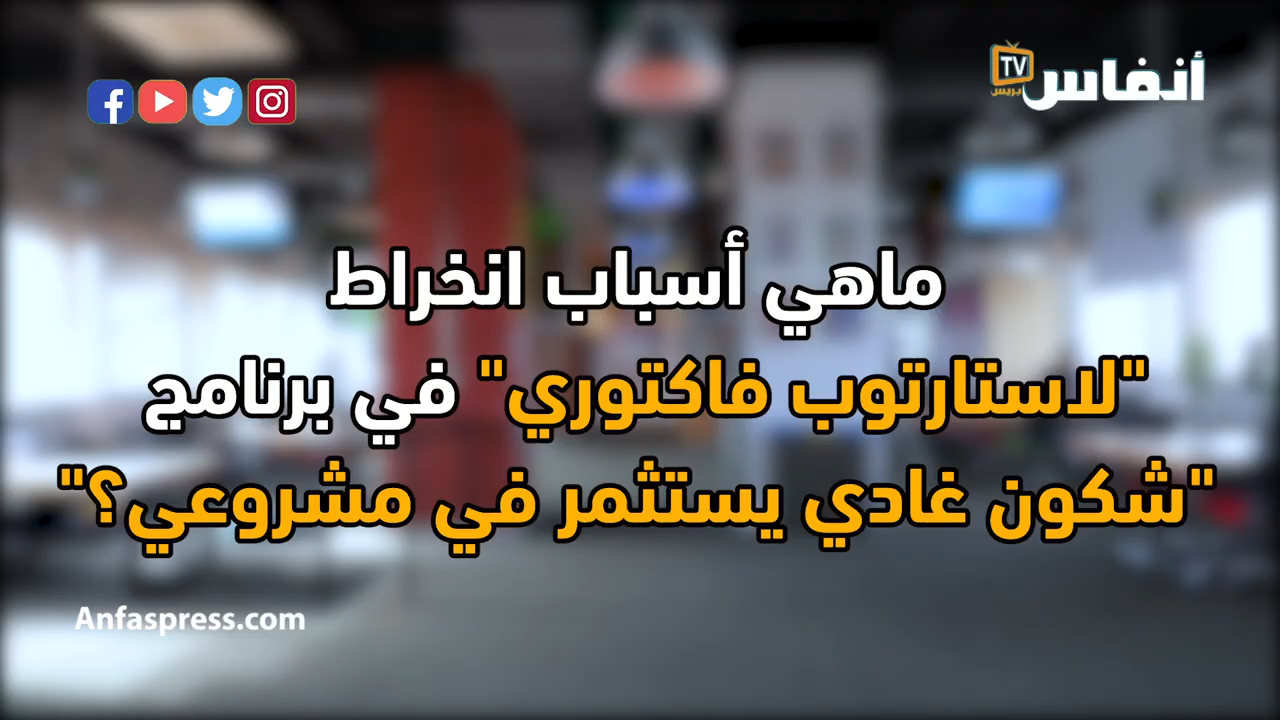 أنفاس
TV
بريس
ماهي أسباب انخراط
"لاستارتوب فاكتوري" في برنامج
"شكون غادي يستثمر في مشروعي؟"
Anfaspress.com